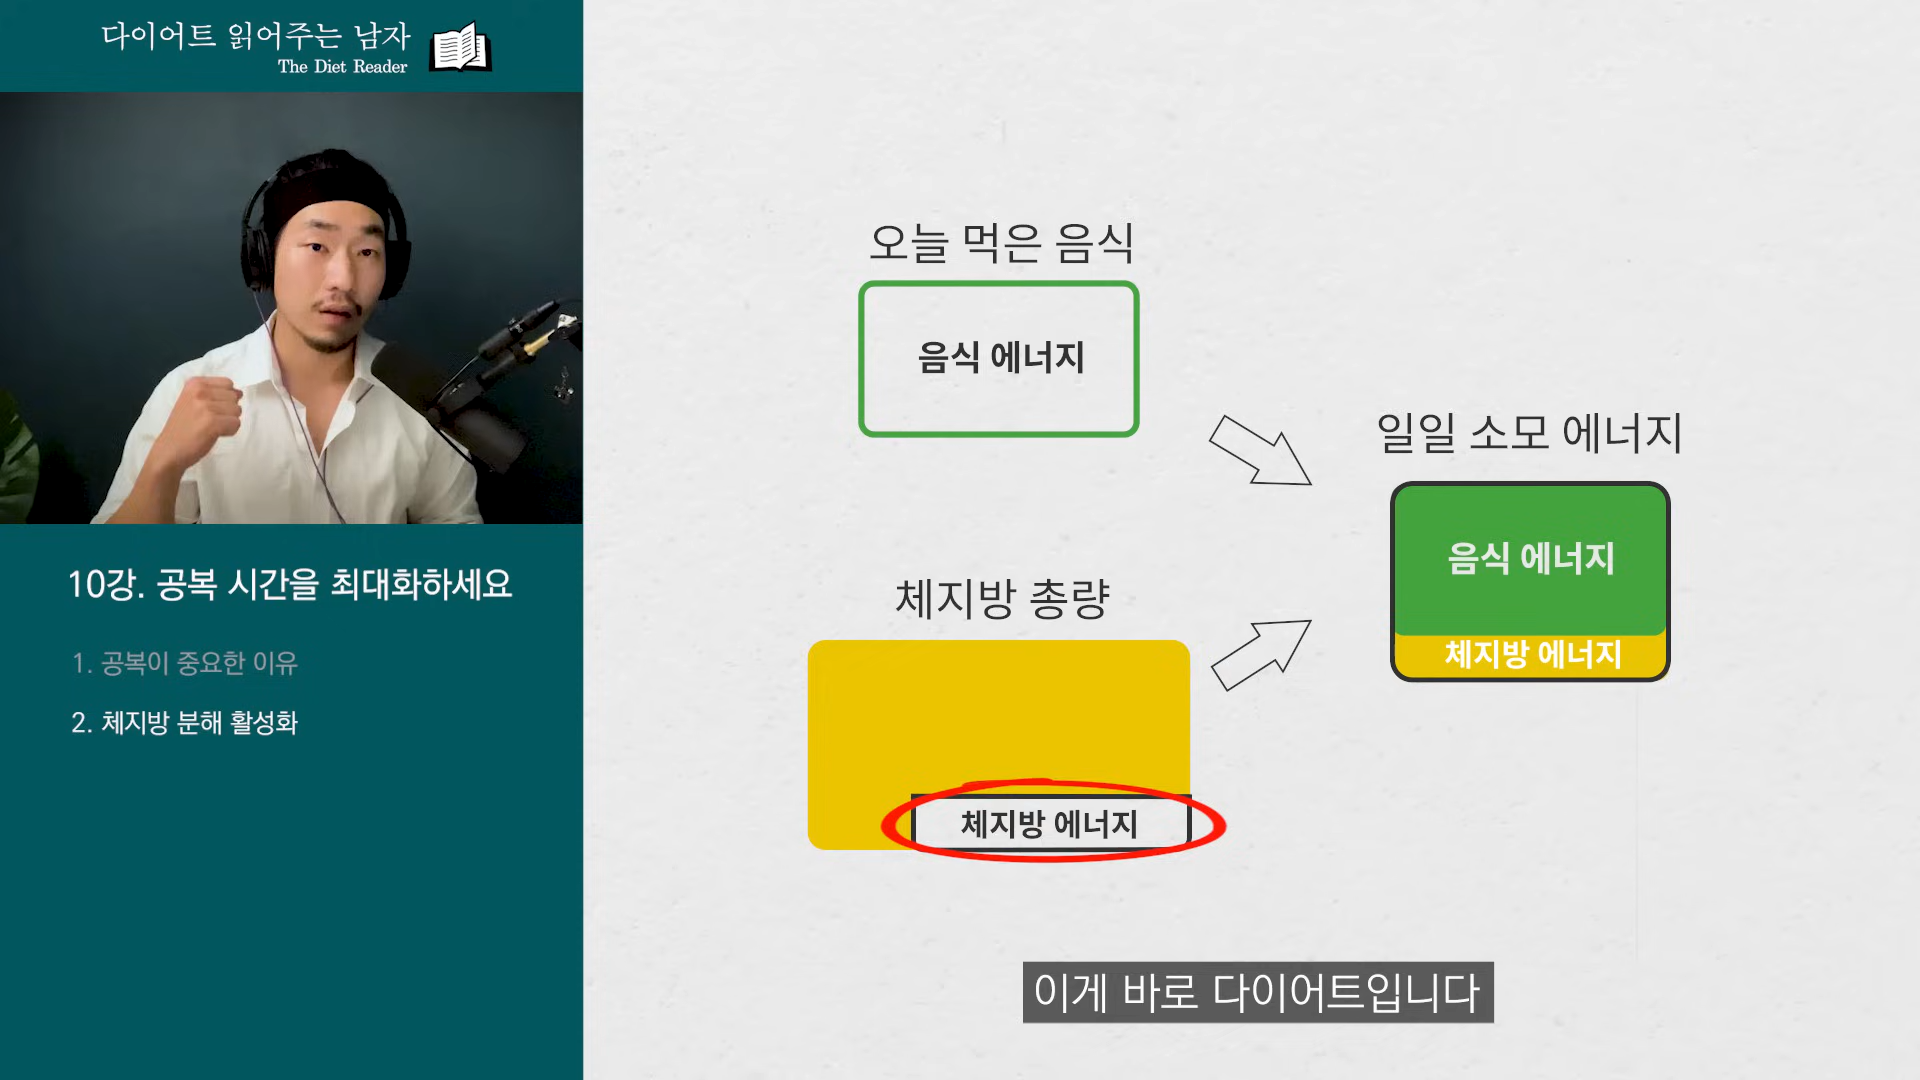 다이어트 읽어주는 남자
The Diet Reader
10강. 공복 시간을 최대화하세요
1. 공복이 중요한 이유
2. 체지방 분해 활성화
오늘 먹은 음식
음식 에너지
일일 소모 에너지
음식 에너지
체지방 에너지
체지방 총량
체지방 에너지
이게 바로 다이어트입니다